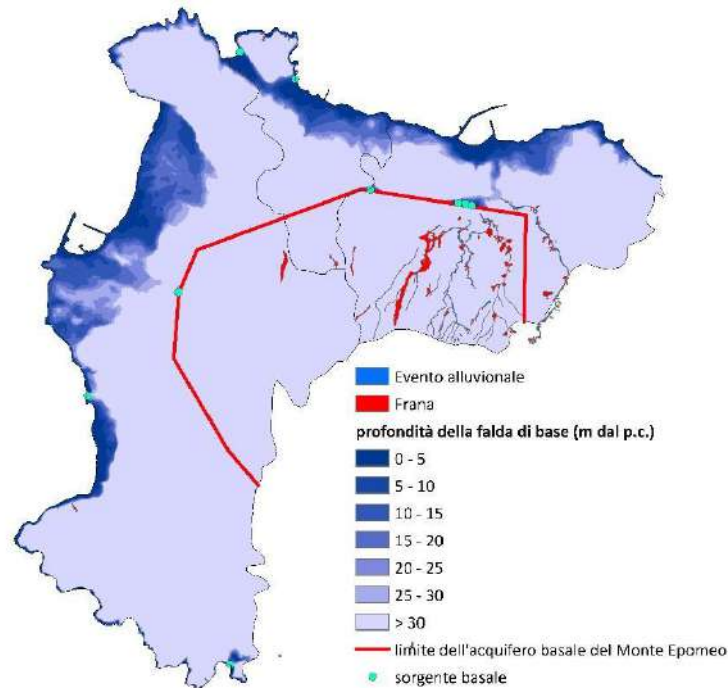 Evento alluvionale
Frana
profondità della falda di base (m dal p.c.)
0 - 5
5 - 10
10 - 15
15 - 20
20 - 25
25 - 30
> 30
limite dell'acquifero basale del Monte Epomeo
sorgente basale